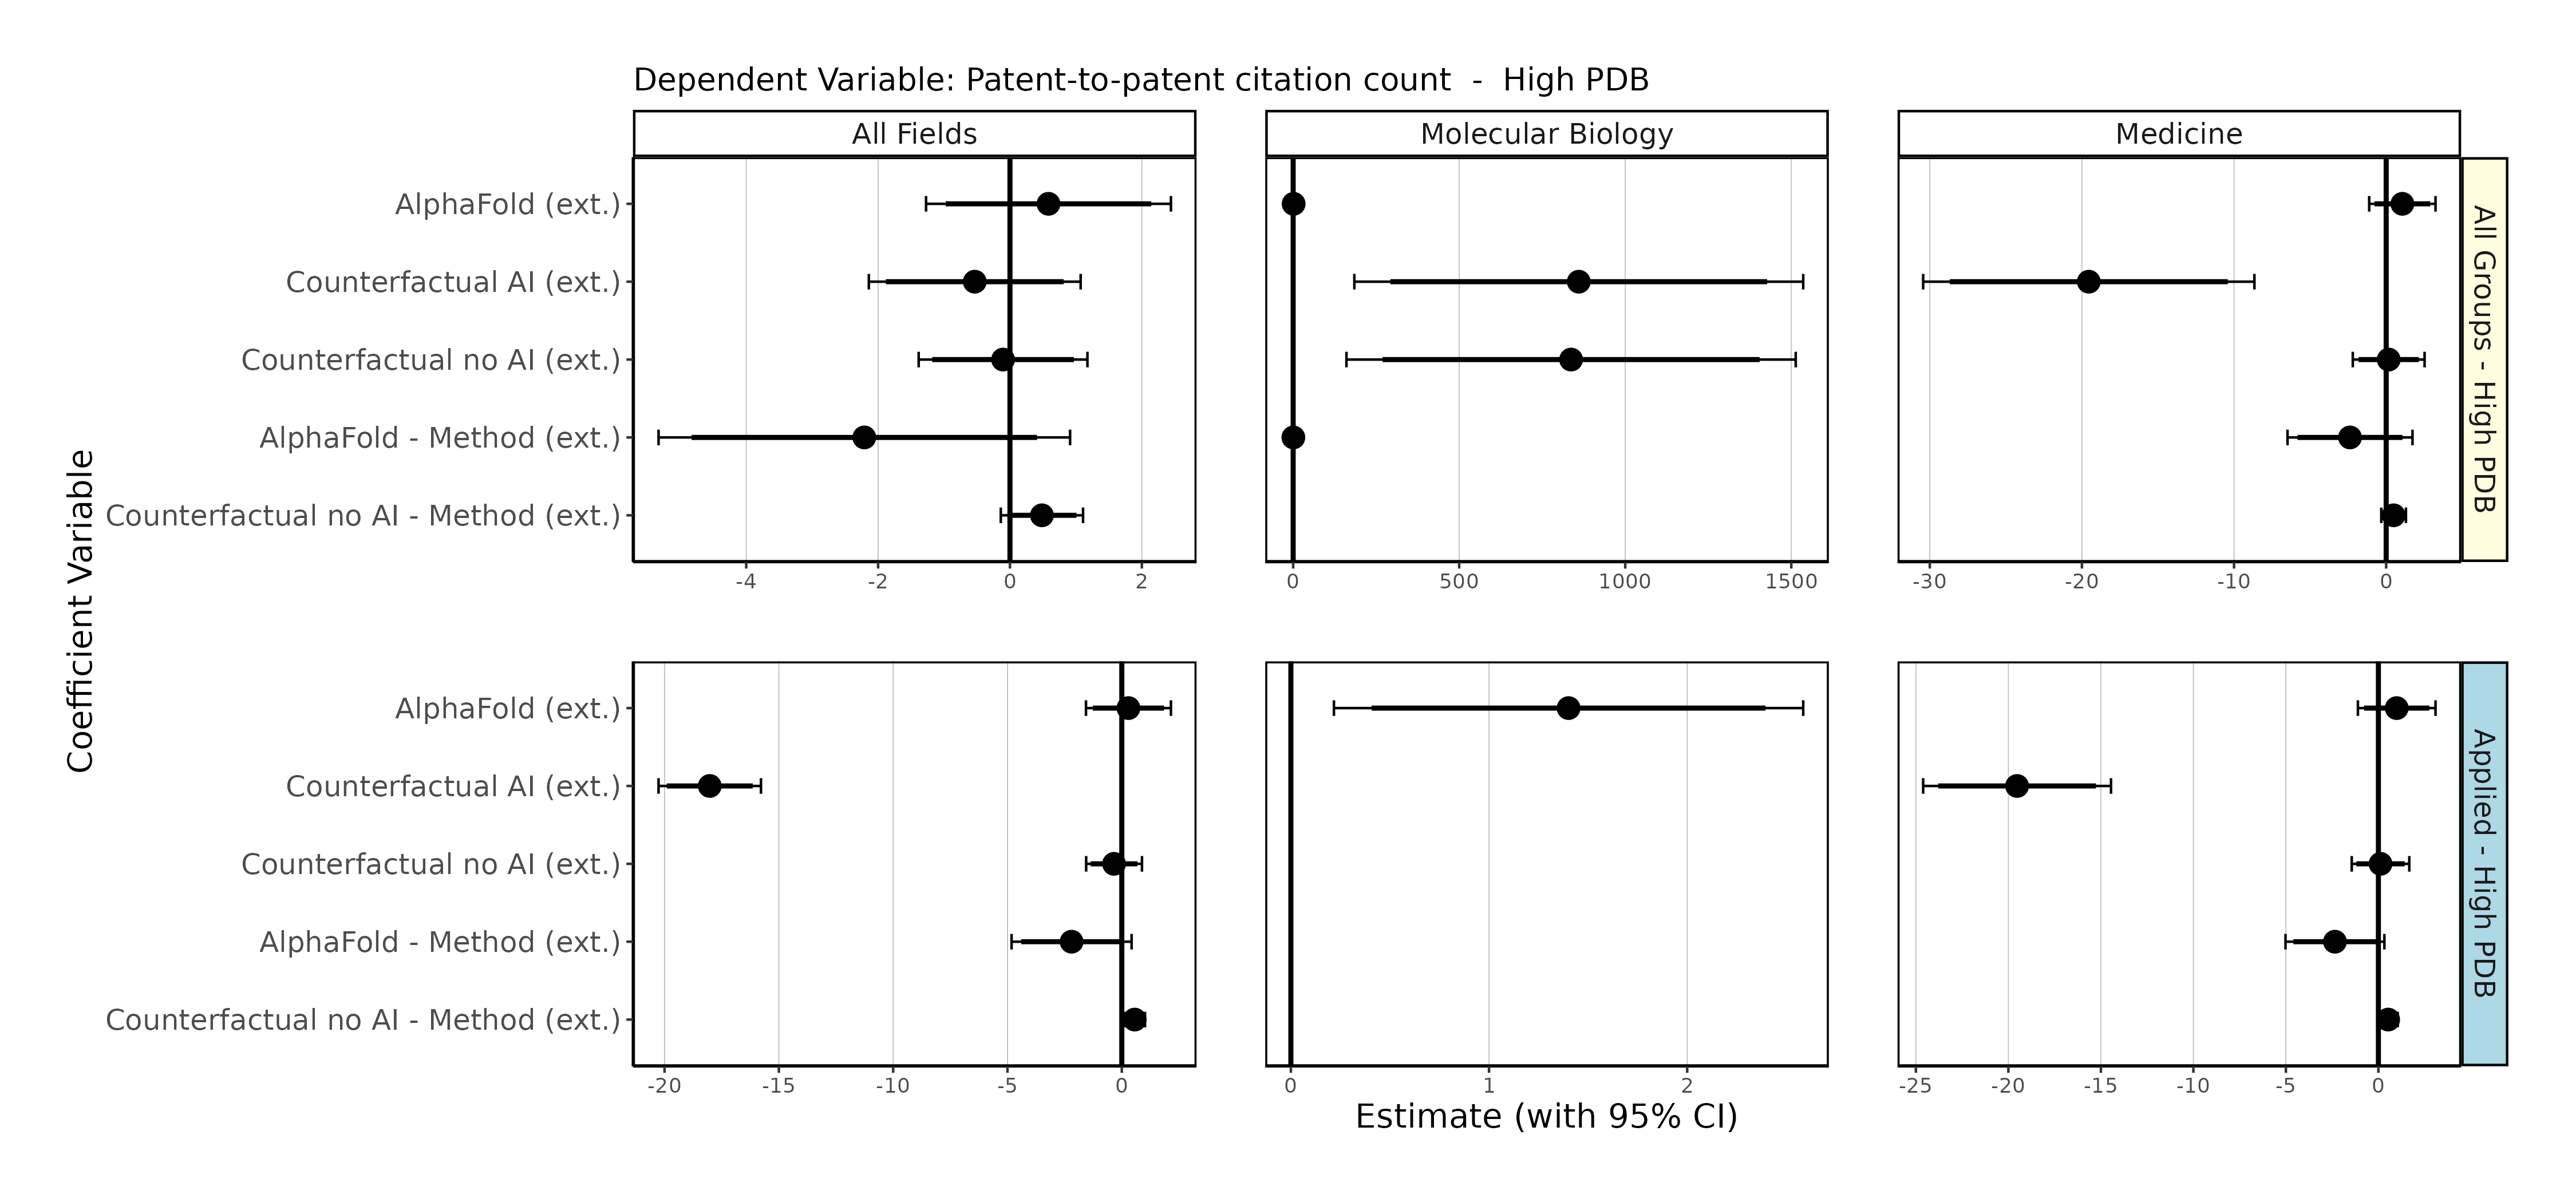 Dependent Variable: Patent-to-patent citation count  -  High PDB
All Fields
Molecular Biology
Medicine
Coefficient Variable
AlphaFold (ext.)
Counterfactual AI (ext.)
Counterfactual no AI (ext.)
AlphaFold - Method (ext.)
Counterfactual no AI - Method (ext.)
-4 -2 0 2
0 500 1000 1500
-30 -20 -10 0
All Groups - High PDB
AlphaFold (ext.)
Counterfactual AI (ext.)
Counterfactual no AI (ext.)
AlphaFold - Method (ext.)
Counterfactual no AI - Method (ext.)
-20 -15 -10 -5 0
0 1 2
-25 -20 -15 -10 -5 0
Applied - High PDB
Estimate (with 95% CI)